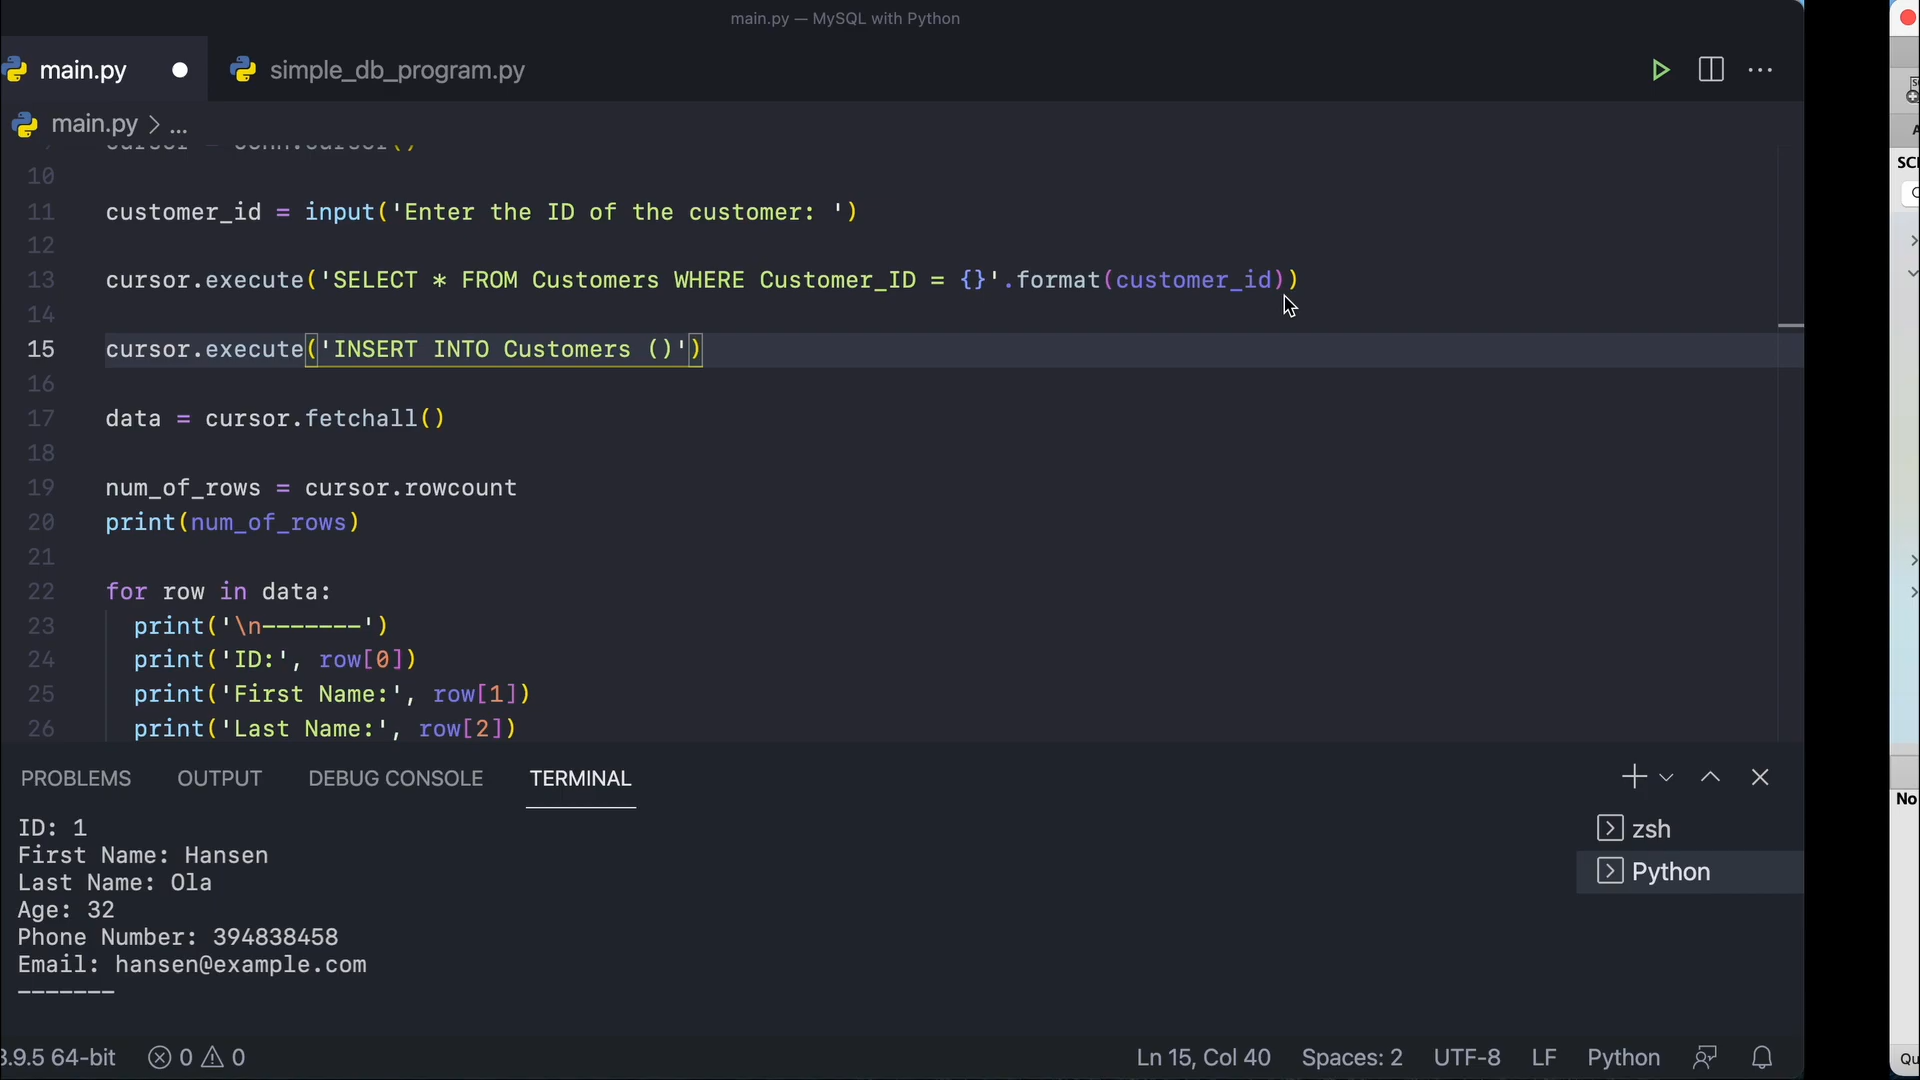 main.py — MySQL with Python
main.py
simple_db_program.py
main.py > ...
10
11 customer_id = input('Enter the ID of the customer: ')
12
13 cursor.execute('SELECT * FROM Customers WHERE Customer_ID = {}'.format(customer_id))
14
15 cursor.execute('INSERT INTO Customers ()')
16
17 data = cursor.fetchall()
18
19 num_of_rows = cursor.rowcount
20 print(num_of_rows)
21
22 for row in data:
23 print('\n-------')
24 print('ID:', row[0])
25 print('First Name:', row[1])
26 print('Last Name:', row[2])
PROBLEMS OUTPUT DEBUG CONSOLE TERMINAL
ID: 1
First Name: Hansen
Last Name: Ola
Age: 32
Phone Number: 394838458
Email: hansen@example.com
-------
zsh
Python
3.9.5 64-bit 0 0 Ln 15, Col 40 Spaces: 2 UTF-8 LF Python
No